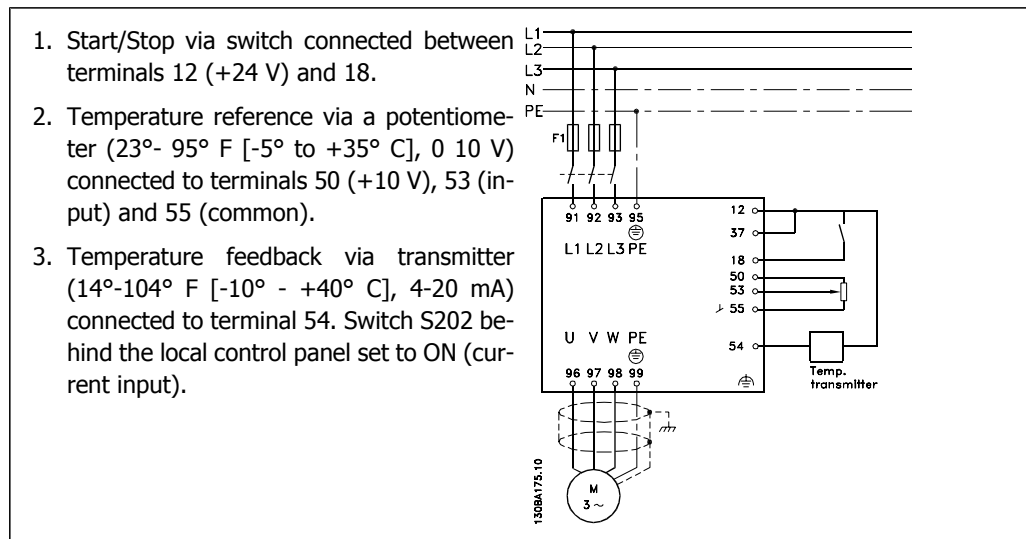 1. Start/Stop via switch connected between
terminals 12 (+24 V) and 18.
2. Temperature reference via a potentiome-
ter (23°- 95° F [-5° to +35° C], 0 10 V)
connected to terminals 50 (+10 V), 53 (in-
put) and 55 (common).
3. Temperature feedback via transmitter
(14°-104° F [-10° - +40° C], 4-20 mA)
connected to terminal 54. Switch S202 be-
hind the local control panel set to ON (cur-
rent input).
L1
L2
L3
N
PE
F1
91 92 93 95
L1 L2 L3 PE
12
37
18
50
53
55
54
Temp.
transmitter
U V W PE
96 97 98 99
M
3 ~
130BA175.10